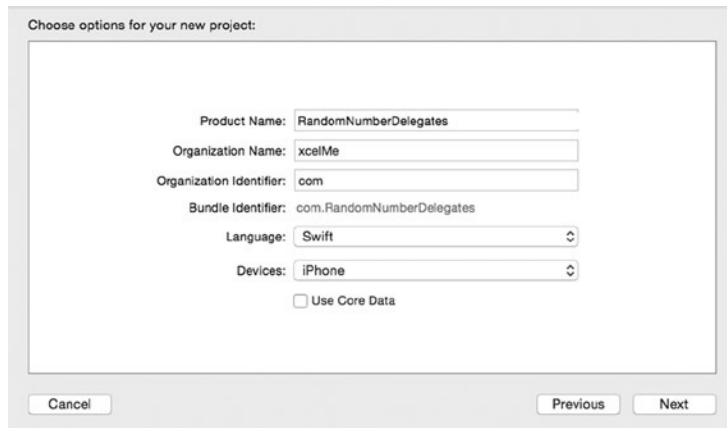 Choose options for your new project:
Product Name: RandomNumberDelegates
Organization Name: xcelMe
Organization Identifier: com
Bundle Identifier: com.RandomNumberDelegates
Language: Swift
Devices: iPhone
Use Core Data
Cancel Previous Next